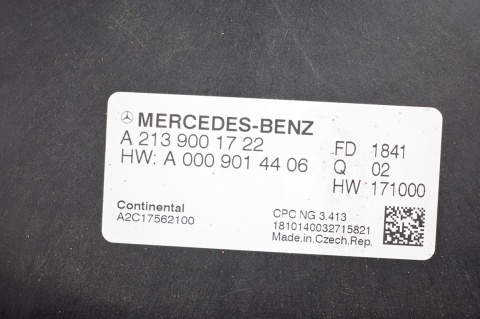 MERCEDES-BENZ
A 213 900 17 22
HW: A 000 901 44 06
FD 1841
Q 02
HW 171000
Continental
A2C17562100
CPC NG 3.413
1810140032715821
Made.in.Czech.Rep.